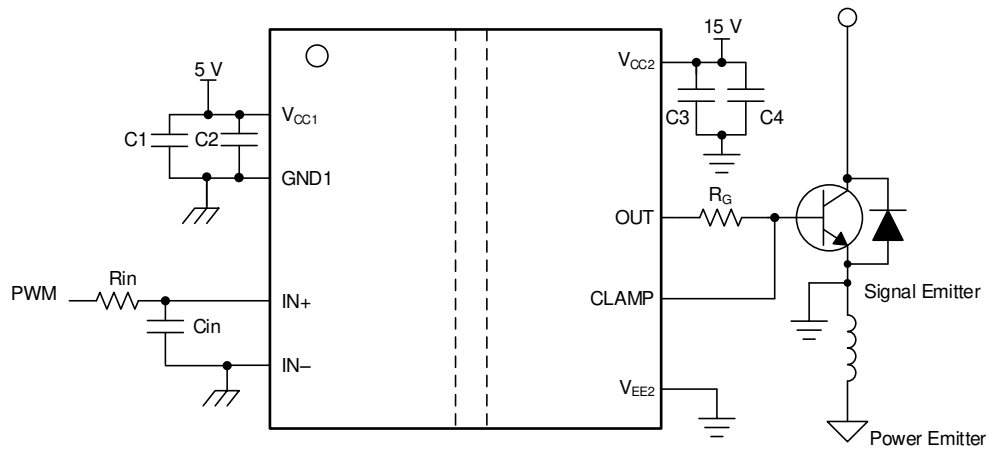 15 V
5 V
VCC2
C1
C2
VCC1
C3
C4
GND1
RG
OUT
PWM
Rin
IN+
CLAMP
Signal Emitter
Cin
IN–
VEE2
Power Emitter